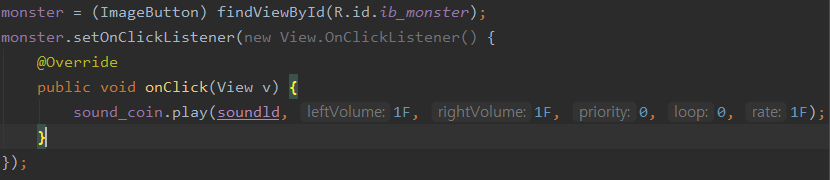 monster = (ImageButton) findViewById(R.id.ib_monster);
monster.setOnClickListener(new View.OnClickListener() {
@Override
public void onClick(View v) {
sound_coin.play(soundld, leftVolume: 1F, rightVolume: 1F, priority: 0, loop: 0, rate: 1F);
}
});